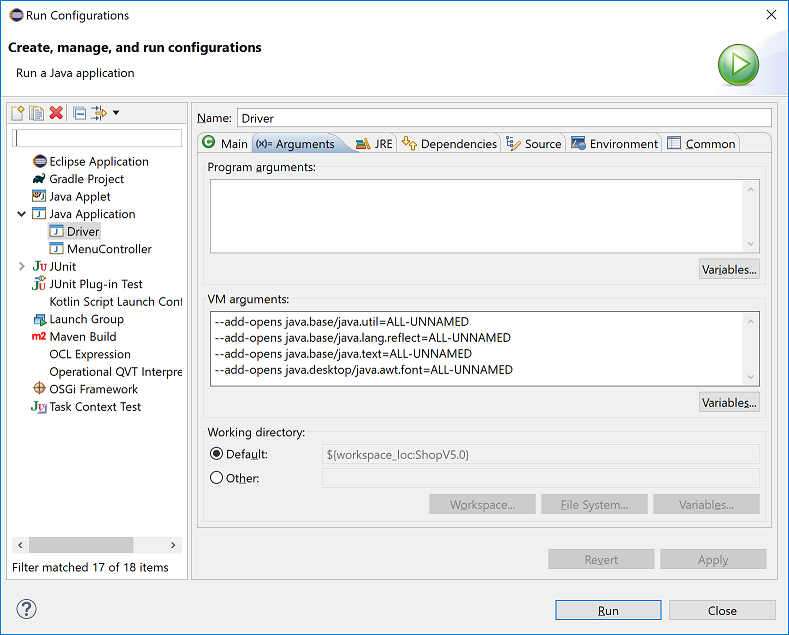 Run Configurations
Create, manage, and run configurations
Run a Java application
Eclipse Application
Gradle Project
Java Applet
Java Application
Driver
MenuController
JUnit
JUnit Plug-in Test
Kotlin Script Launch Conf
Launch Group
m2 Maven Build
OCL Expression
Operational QVT Interpre
OSGi Framework
Task Context Test
Filter matched 17 of 18 items
Name: Driver
Main (x)= Arguments JRE Dependencies Source Environment Common
Program arguments:
Variables...
VM arguments:
--add-opens java.base/java.util=ALL-UNNAMED
--add-opens java.base/java.lang.reflect=ALL-UNNAMED
--add-opens java.base/java.text=ALL-UNNAMED
--add-opens java.desktop/java.awt.font=ALL-UNNAMED
Variables...
Working directory:
Default: ${workspace_loc:ShopV5.0}
Other:
Workspace... File System... Variables...
Revert Apply
Run Close